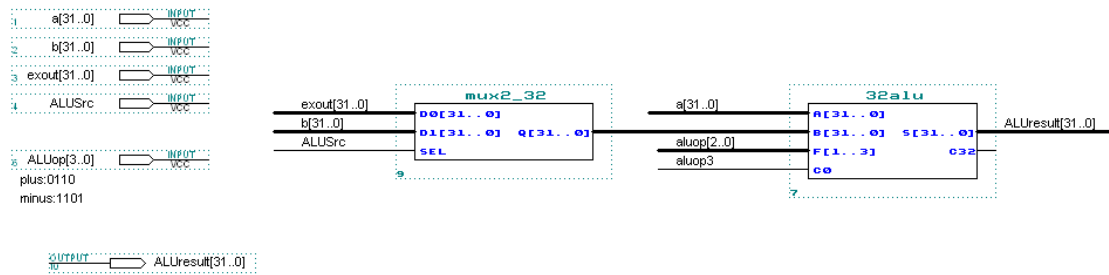 1 a[31..0] INPUT VCC
2 b[31..0] INPUT VCC
3 exout[31..0] INPUT VCC
4 ALUSrc INPUT VCC
ALUop[3..0] INPUT VCC
plus:0110
minus:1101
OUTPUT 10 ALUresult[31..0]
mux2_32
exout[31..0] D0[31..0]
b[31..0] D1[31..0] Q[31..0]
ALUSrc SEL
9
32alu
a[31..0] A[31..0]
B[31..0] S[31..0] ALUresult[31..0]
aluop[2..0] F[1..3] C32
aluop3 C0
7